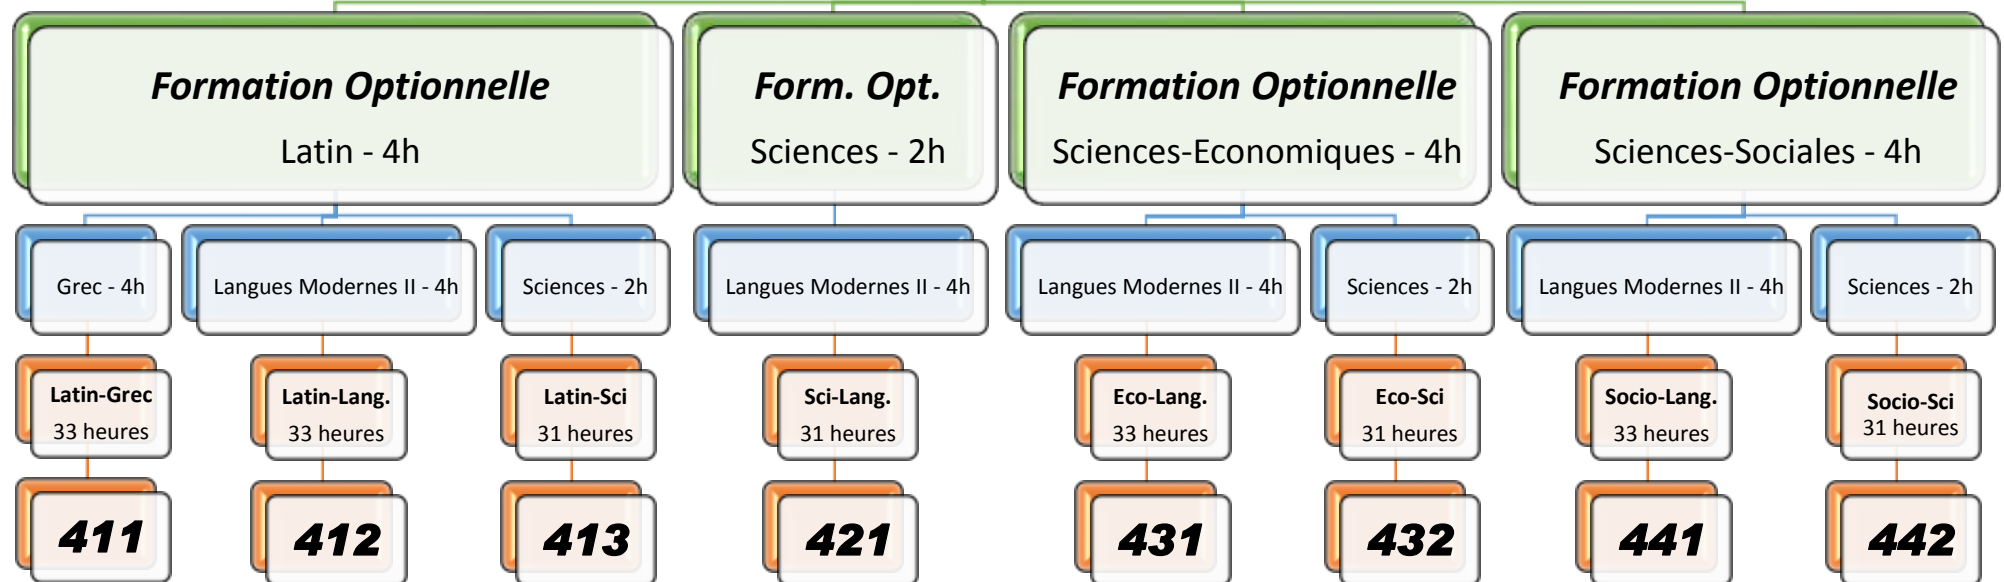 Formation Optionnelle
Latin - 4h
Form. Opt.
Sciences - 2h
Formation Optionnelle
Sciences-Economiques - 4h
Formation Optionnelle
Sciences-Sociales - 4h
Grec - 4h
Langues Modernes II - 4h
Sciences - 2h
Langues Modernes II - 4h
Langues Modernes II - 4h
Sciences - 2h
Langues Modernes II - 4h
Sciences - 2h
Latin-Grec
33 heures
Latin-Lang.
33 heures
Latin-Sci
31 heures
Sci-Lang.
31 heures
Eco-Lang.
33 heures
Eco-Sci
31 heures
Socio-Lang.
33 heures
Socio-Sci
31 heures
411
412
413
421
431
432
441
442